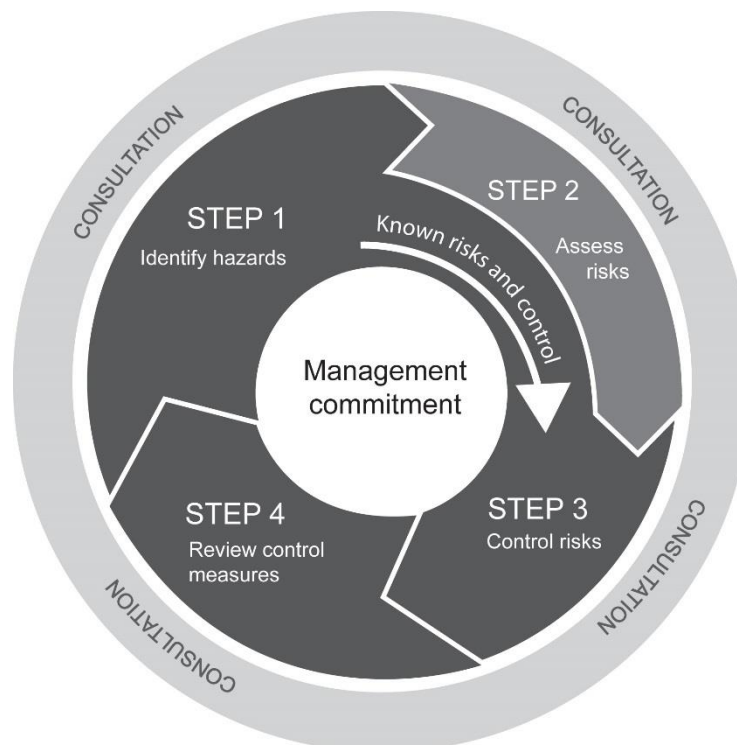 CONSULTATION
CONSULTATION
STEP 1
Identify hazards
STEP 2
Assess
risks
Known risks and control
Management
commitment
STEP 3
Control risks
STEP 4
Review control
measures
CONSULTATION
CONSULTATION